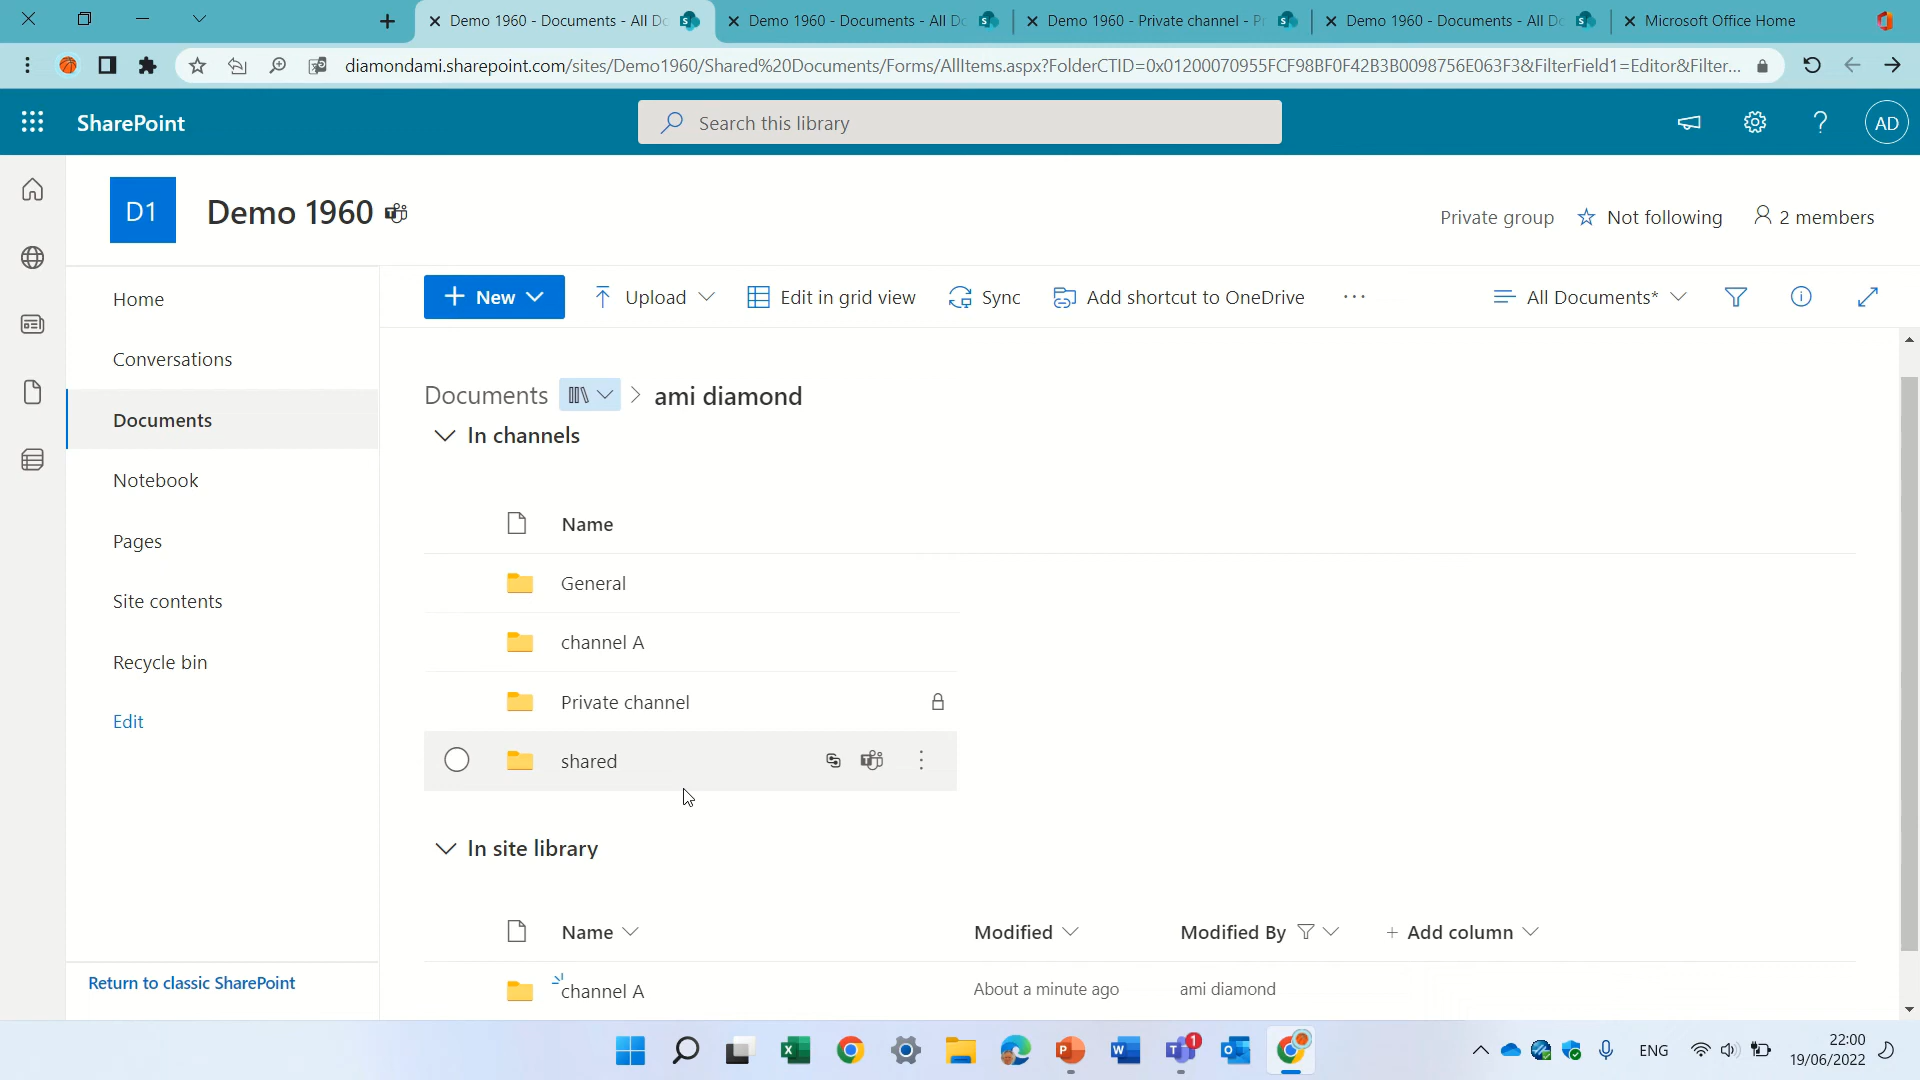 Demo 1960 - Documents - All Do
Demo 1960 - Documents - All Do
Demo 1960 - Private channel - Pr
Demo 1960 - Documents - All Do
Microsoft Office Home
diamondami.sharepoint.com/sites/Demo1960/Shared%20Documents/Forms/AllItems.aspx?FolderCTID=0x01200070955FCF98BF0F42B3B0098756E063F3&FilterField1=Editor&Filter...
SharePoint
Search this library
AD
D1
Demo 1960
Private group
Not following
2 members
Home
Conversations
Documents
Notebook
Pages
Site contents
Recycle bin
Edit
Return to classic SharePoint
New
Upload
Edit in grid view
Sync
Add shortcut to OneDrive
All Documents*
Documents > ami diamond
In channels
Name
General
channel A
Private channel
shared
In site library
Name
Modified
Modified By
+ Add column
channel A
About a minute ago
ami diamond
1
ENG
22:00
19/06/2022